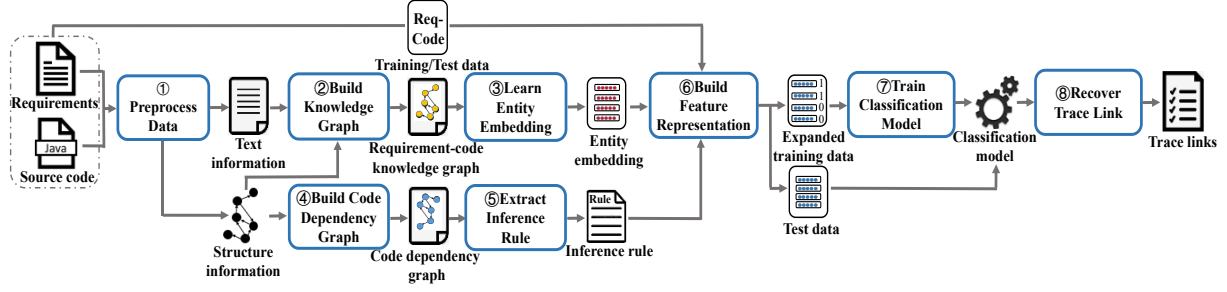 Req-
Code
Training/Test data
Requirements
Java
Source code
①
Preprocess
Data
Text
information
②Build
Knowledge
Graph
Requirement-code
knowledge graph
③Learn
Entity
Embedding
Entity
embedding
⑥Build
Feature
Representation
1
1
0
0
Expanded
training data
⑦Train
Classification
Model
Classification
model
⑧Recover
Trace Link
Trace links
Structure
information
④Build Code
Dependency
Graph
Code dependency
graph
⑤Extract
Inference
Rule
Rule
Inference rule
Test data